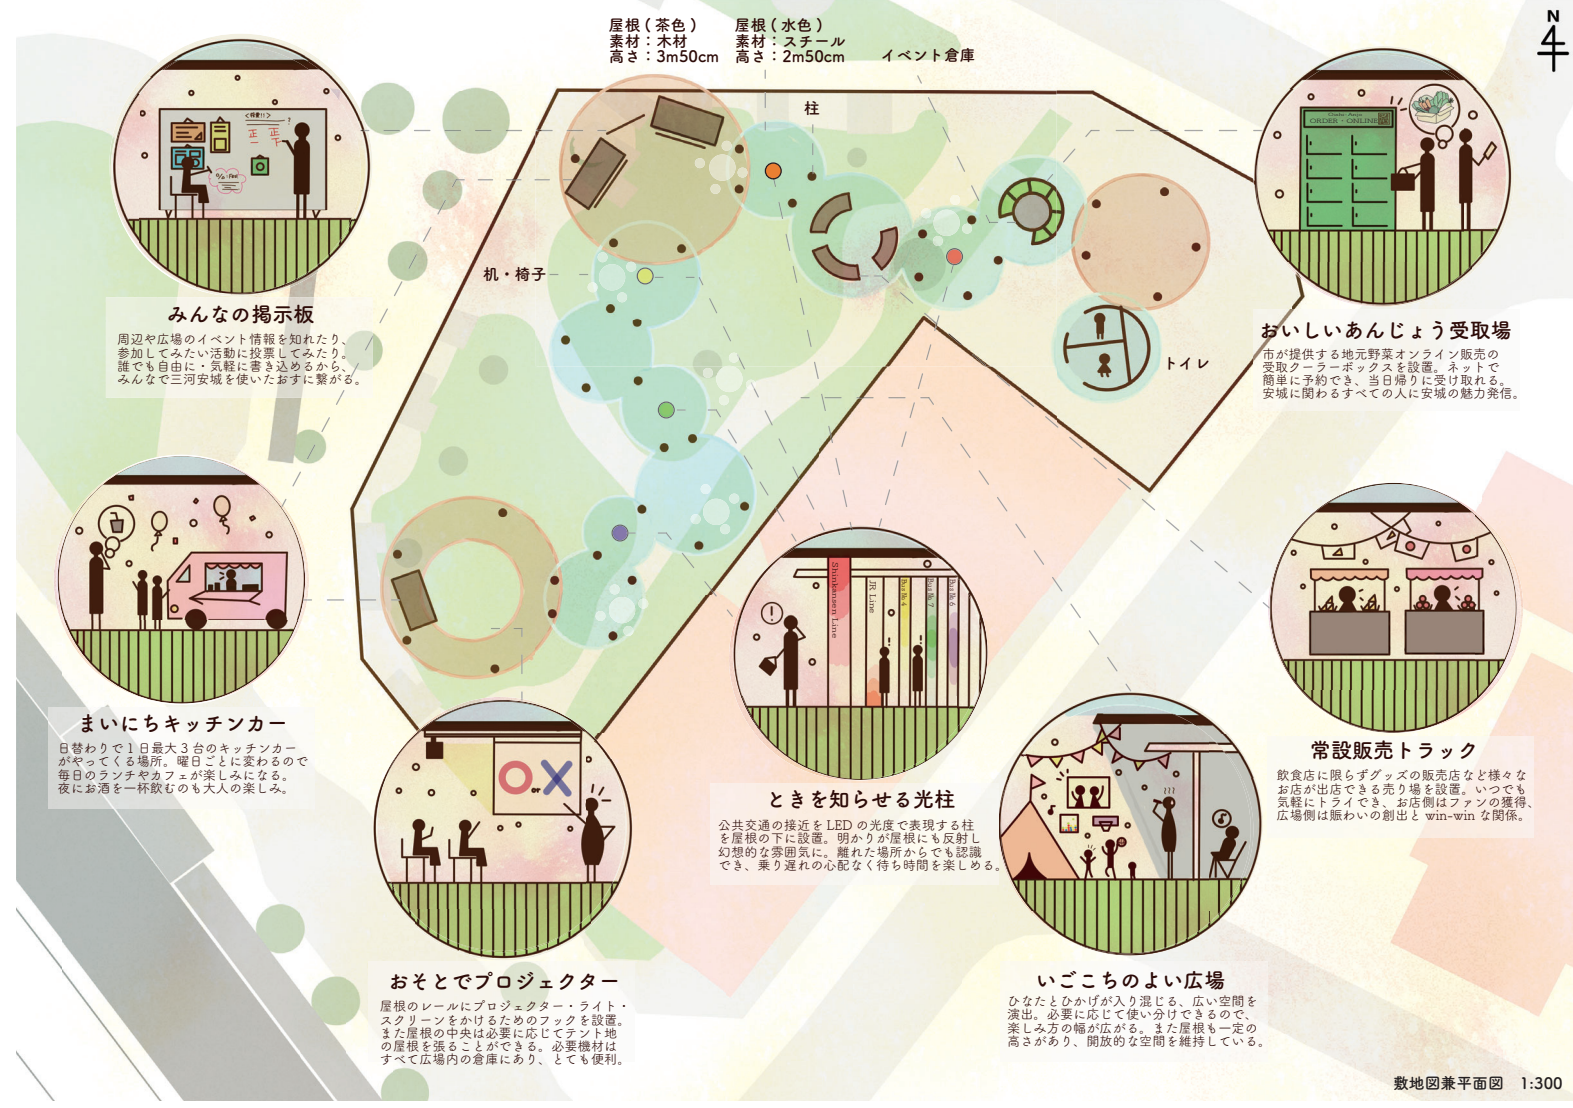 屋根(茶色)
素材：木材
高さ：3m50cm
屋根(水色)
素材：スチール
高さ：2m50cm
イベント倉庫
N
柱
机・椅子
トイレ
みんなの掲示板
周辺や広場のイベント情報を知れたり、
参加してみたい活動に投票してみたり。
誰でも自由に・気軽に書き込めるから、
みんなで三河安城を使いたおすに繋がる。
ORDER・ONLINE
おいしいあんじょう受取場
市が提供する地元野菜オンライン販売の
受取クーラーボックスを設置。ネットで
簡単に予約でき、当日帰りに受け取れる。
安城に関わるすべての人に安城の魅力発信。
まいにちキッチンカー
日替わりで1日最大3台のキッチンカー
がやってくる場所。曜日ごとに変わるので
毎日のランチやカフェが楽しみになる。
夜にお酒を一杯飲むのも大人の楽しみ。
Shinkansen Line
JR Line
Bus № 4
Bus № 7
Bus № 6
ときを知らせる光柱
公共交通の接近を LED の光度で表現する柱
を屋根の下に設置。明かりが屋根にも反射し
幻想的な雰囲気に。離れた場所からでも認識
でき、乗り遅れの心配なく待ち時間を楽しめる。
常設販売トラック
飲食店に限らずグッズの販売店など様々な
お店が出店できる売り場を設置。いつでも
気軽にトライでき、お店側はファンの獲得、
広場側は賑わいの創出と win-win な関係。
O or X
おそとでプロジェクター
屋根のレールにプロジェクター・ライト・
スクリーンをかけるためのフックを設置。
また屋根の中央は必要に応じてテント地
の屋根を張ることができる。必要機材は
すべて広場内の倉庫にあり、とても便利。
いごこちのよい広場
ひなたとひかげが入り混じる、広い空間を
演出。必要に応じて使い分けできるので、
楽しみ方の幅が広がる。また屋根も一定の
高さがあり、開放的な空間を維持している。
敷地図兼平面図　1:300